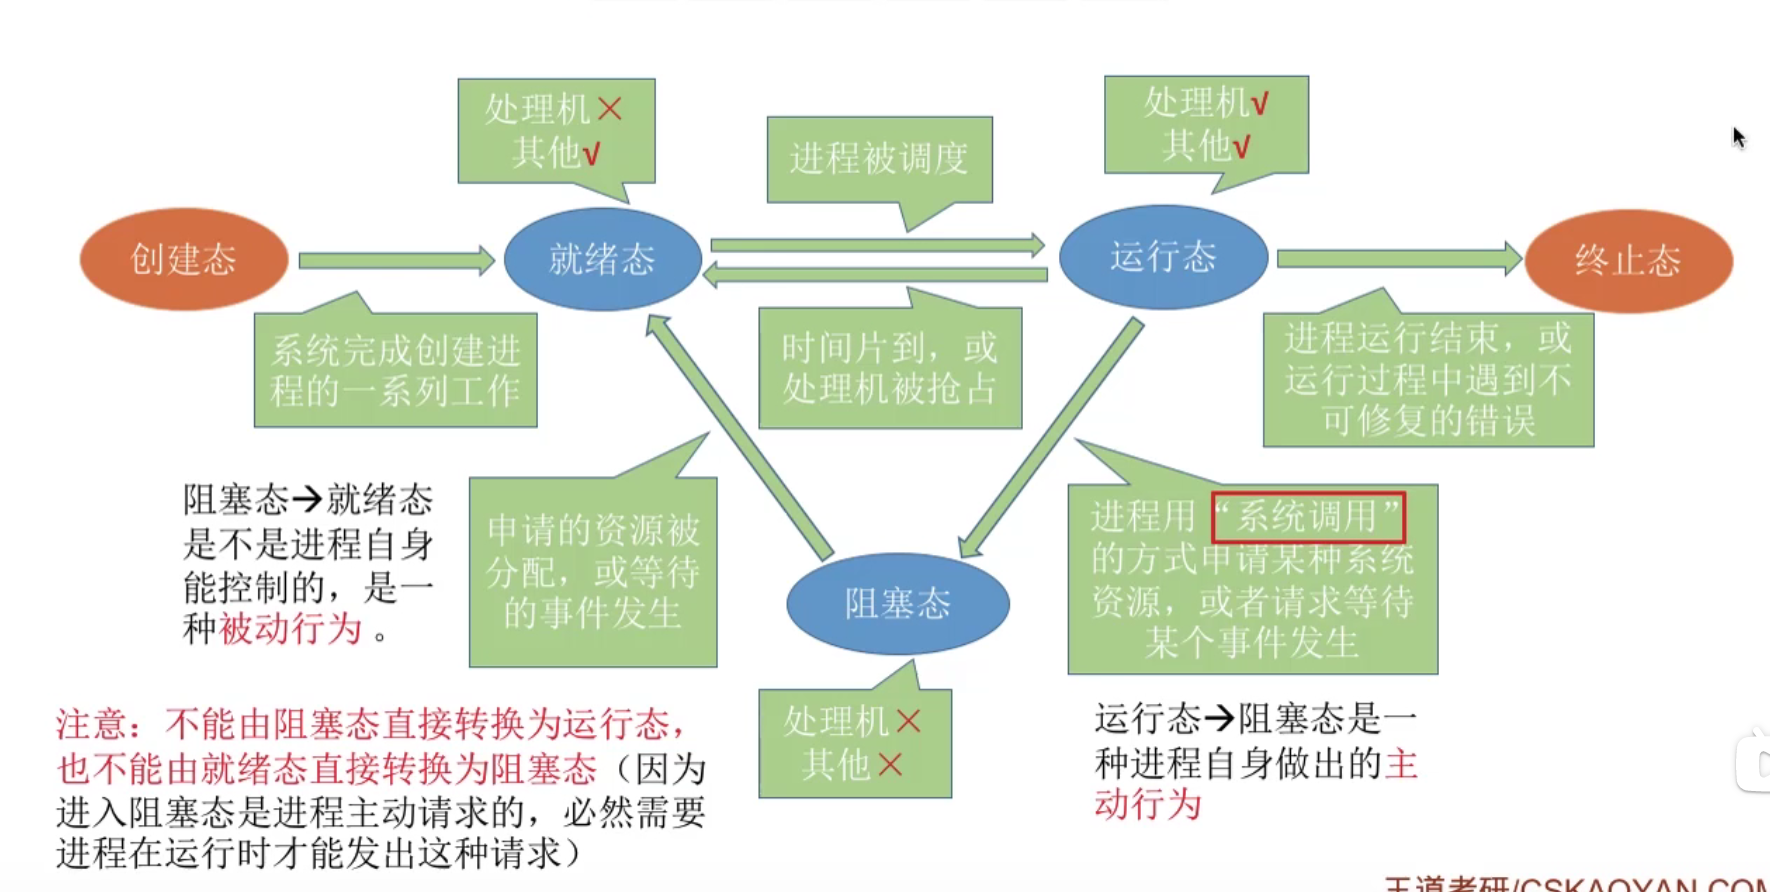 处理机×
其他√
进程被调度
处理机√
其他√
创建态
就绪态
运行态
终止态
系统完成创建进
程的一系列工作
时间片到，或
处理机被抢占
进程运行结束，或
运行过程中遇到不
可修复的错误
阻塞态→就绪态
是不是进程自身
能控制的，是一
种被动行为 。
申请的资源被
分配，或等待
的事件发生
阻塞态
进程用“系统调用”
的方式申请某种系统
资源，或者请求等待
某个事件发生
处理机×
其他×
注意：不能由阻塞态直接转换为运行态，
也不能由就绪态直接转换为阻塞态（因为
进入阻塞态是进程主动请求的，必然需要
进程在运行时才能发出这种请求）
运行态→阻塞态是一
种进程自身做出的主
动行为
王道考研/CSKAOYAN.COM